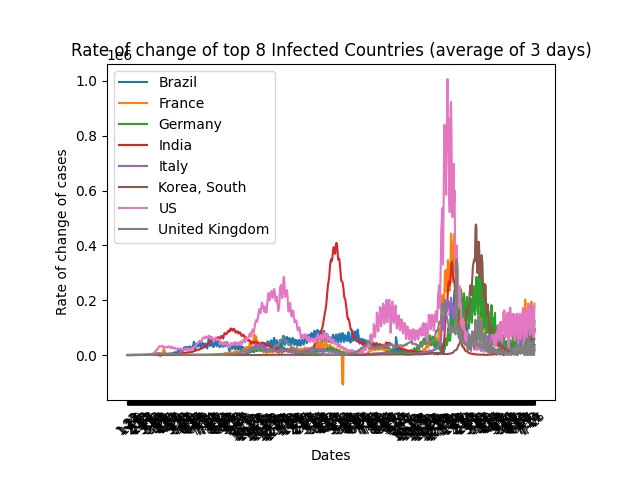 Rate of change of top 8 Infected Countries (average of 3 days)
1e6
Brazil
France
Germany
India
Italy
Korea, South
US
United Kingdom
1.0
0.8
0.6
0.4
0.2
0.0
Rate of change of cases
Dates